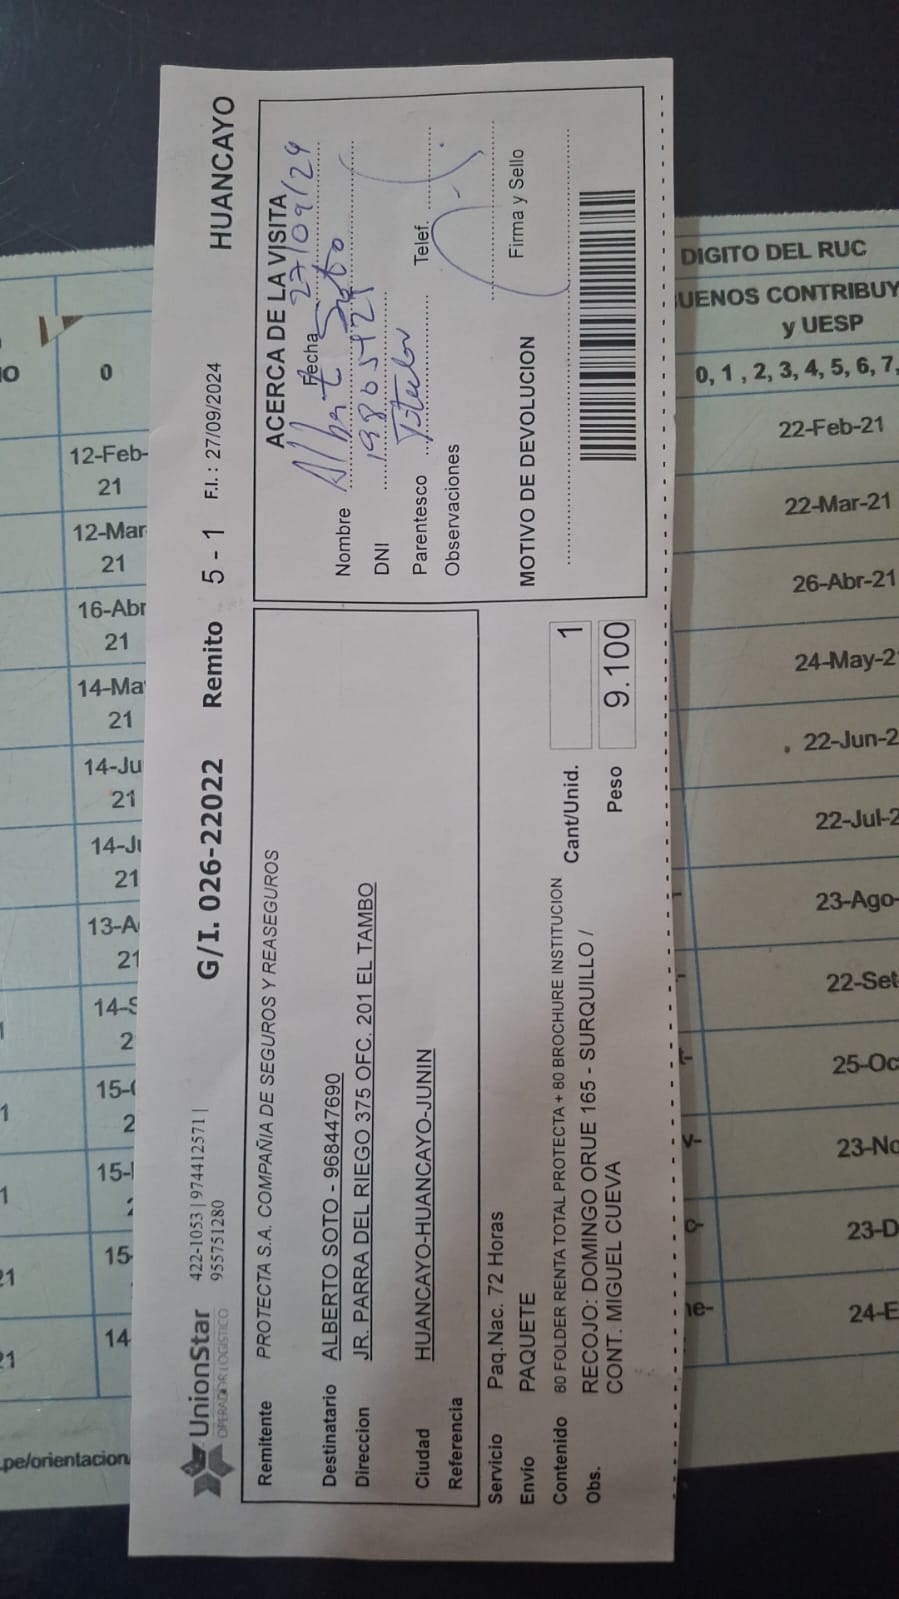 UnionStar
OPERADOR LOGÍSTICO
422-1053 | 974412571 |
955751280
G/I. 026-22022 Remito 5 - 1 F.I.: 27/09/2024 HUANCAYO
Remitente PROTECTA S.A. COMPAÑIA DE SEGUROS Y REASEGUROS
Destinatario ALBERTO SOTO - 968447690
Direccion JR. PARRA DEL RIEGO 375 OFC. 201 EL TAMBO
Ciudad HUANCAYO-HUANCAYO-JUNIN
Referencia
Servicio Paq.Nac. 72 Horas
Envio PAQUETE
Contenido 80 FOLDER RENTA TOTAL PROTECTA + 80 BROCHURE INSTITUCION
Obs. RECOJO: DOMINGO ORUE 165 - SURQUILLO /
CONT. MIGUEL CUEVA
Cant/Unid. 1
Peso 9.100
ACERCA DE LA VISITA
Fecha 27/09/24
Nombre Albert Soto
DNI
Parentesco Titular Telef.
Observaciones
Firma y Sello
MOTIVO DE DEVOLUCION
0
12-Feb-
21
12-Mar
21
16-Abr
21
14-Ma
21
14-Ju
21
14-Ju
21
13-A
21
14-S
2
15-
2
15-
15-
14
.pe/orientacion
DIGITO DEL RUC
UENOS CONTRIBUY
y UESP
0, 1 , 2, 3, 4, 5, 6, 7,
22-Feb-21
22-Mar-21
26-Abr-21
24-May-2
22-Jun-2
22-Jul-2
23-Ago-
22-Set
25-Oc
23-No
23-D
24-E